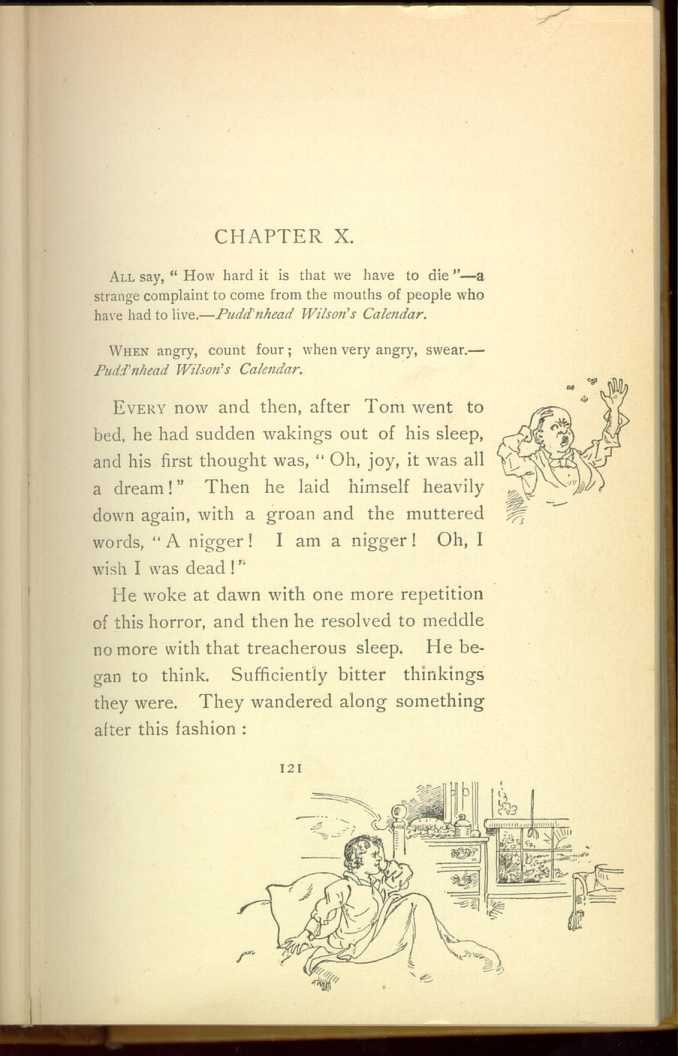 CHAPTER X.
ALL say, “ How hard it is that we have to die ”—a
strange complaint to come from the mouths of people who
have had to live.—Pudd'nhead Wilson's Calendar.
WHEN angry, count four ; when very angry, swear.—
Pudd'nhead Wilson's Calendar.
EVERY now and then, after Tom went to
bed, he had sudden wakings out of his sleep,
and his first thought was, “ Oh, joy, it was all
a dream ! ” Then he laid himself heavily
down again, with a groan and the muttered
words, “ A nigger ! I am a nigger ! Oh, I
wish I was dead ! ”
He woke at dawn with one more repetition
of this horror, and then he resolved to meddle
no more with that treacherous sleep. He be-
gan to think. Sufficiently bitter thinkings
they were. They wandered along something
after this fashion :
121